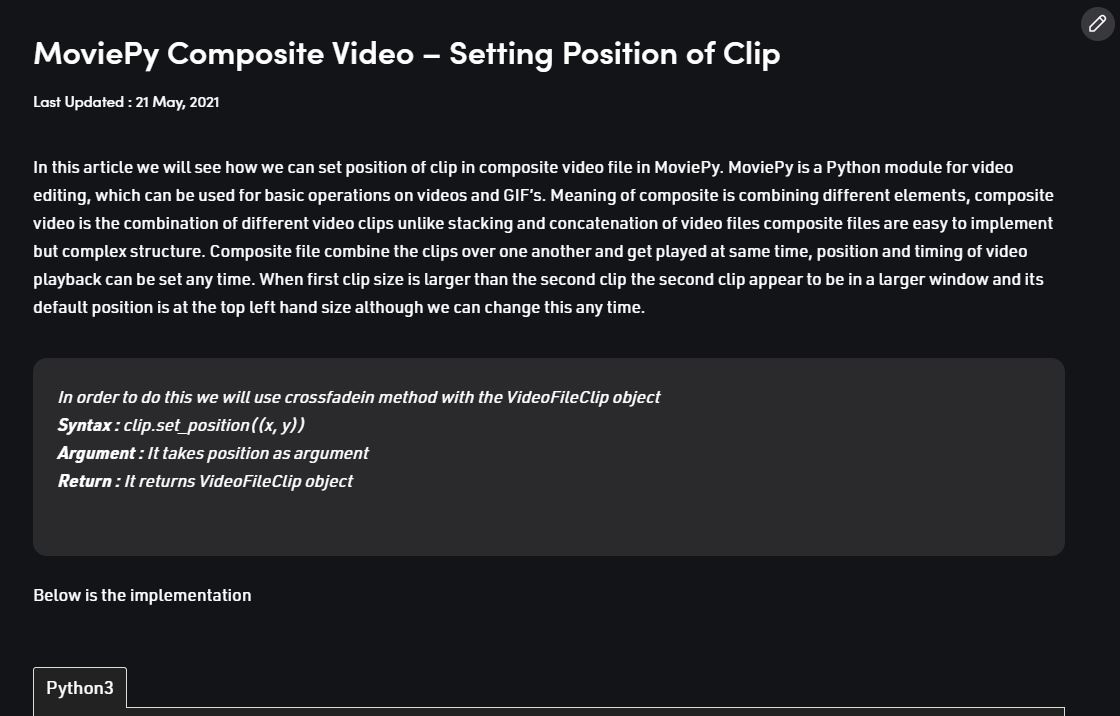 MoviePy Composite Video – Setting Position of Clip
Last Updated : 21 May, 2021
In this article we will see how we can set position of clip in composite video file in MoviePy. MoviePy is a Python module for video
editing, which can be used for basic operations on videos and GIF’s. Meaning of composite is combining different elements, composite
video is the combination of different video clips unlike stacking and concatenation of video files composite files are easy to implement
but complex structure. Composite file combine the clips over one another and get played at same time, position and timing of video
playback can be set any time. When first clip size is larger than the second clip the second clip appear to be in a larger window and its
default position is at the top left hand size although we can change this any time.
In order to do this we will use crossfadein method with the VideoFileClip object
Syntax : clip.set_position((x, y))
Argument : It takes position as argument
Return : It returns VideoFileClip object
Below is the implementation
Python3